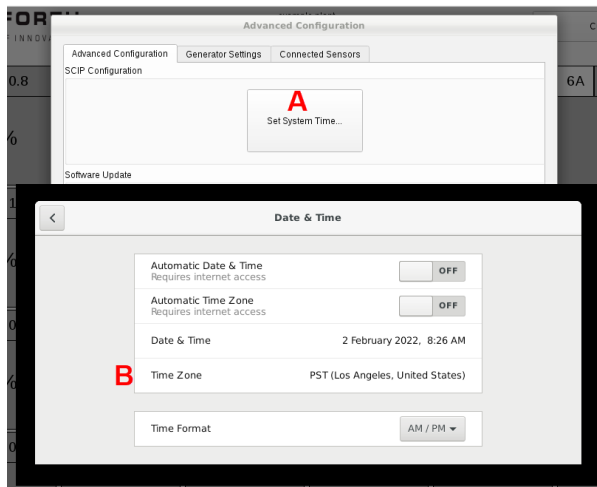 FORCH
Advanced Configuration
Advanced Configuration Generator Settings Connected Sensors
SCIP Configuration
0.8
6A
A
Set System Time...
%
Software Update
Date & Time
Automatic Date & Time
Requires internet access
OFF
Automatic Time Zone
Requires internet access
OFF
Date & Time 2 February 2022, 8:26 AM
B
Time Zone PST (Los Angeles, United States)
Time Format AM / PM